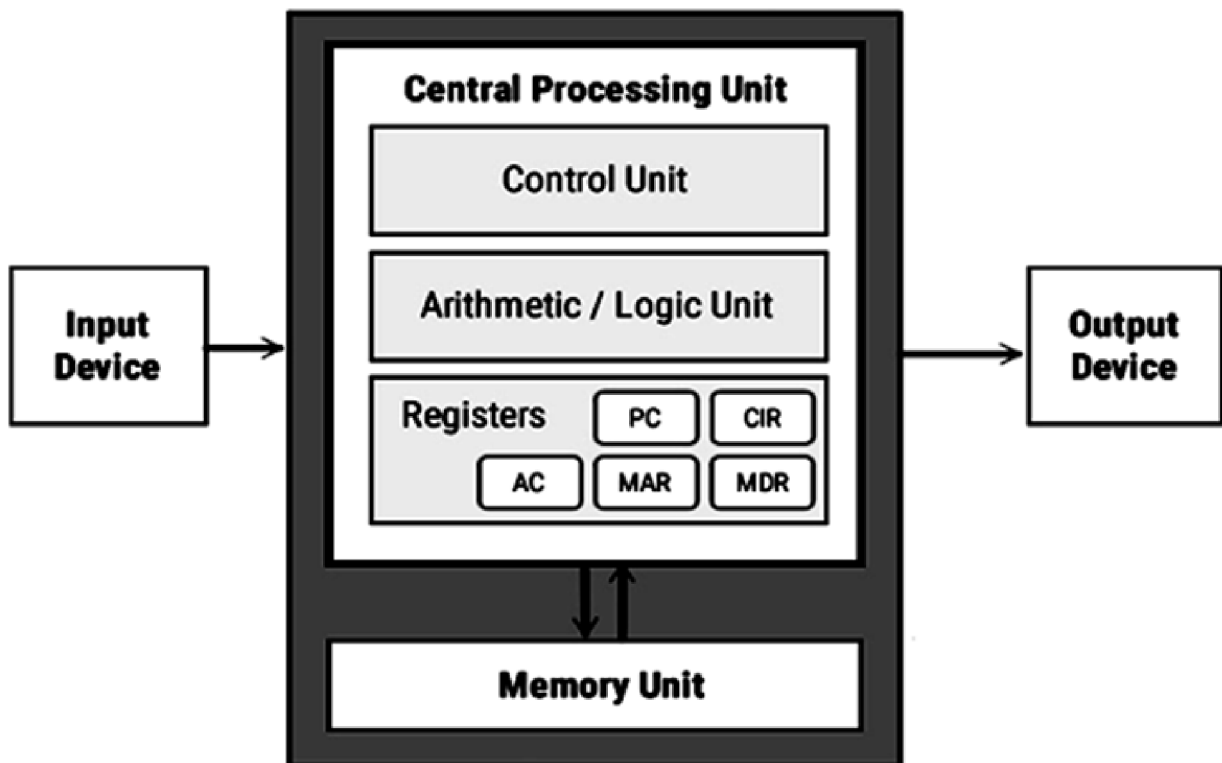 Central Processing Unit
Control Unit
Arithmetic / Logic Unit
Input
Device
Output
Device
Registers
PC
CIR
AC
MAR
MDR
Memory Unit